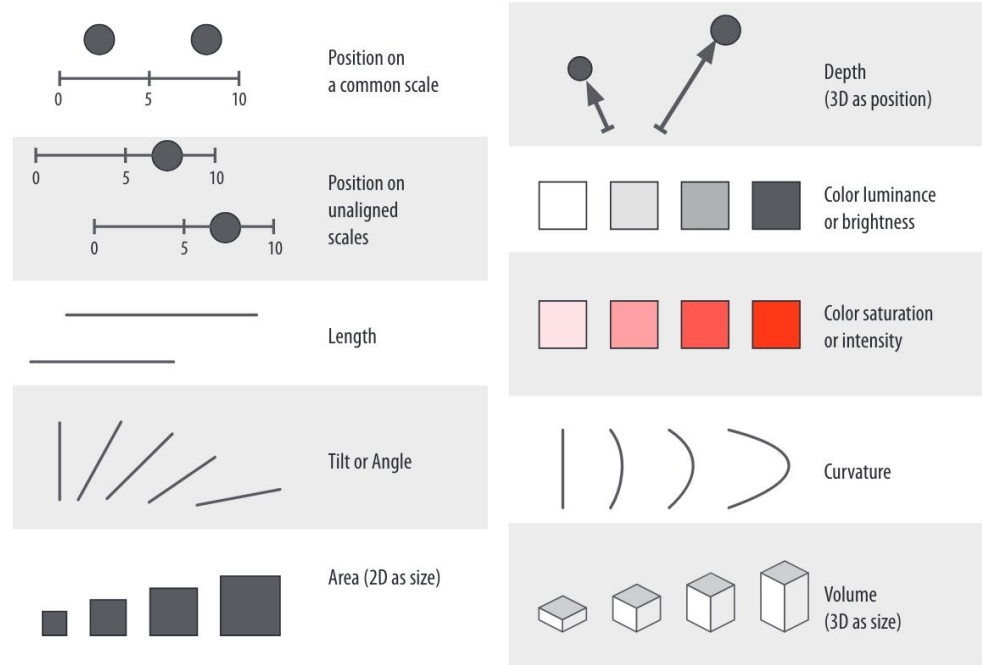 0 5 10
Position on
a common scale
0 5 10
0 5 10
Position on
unaligned
scales
Length
Tilt or Angle
Area (2D as size)
Depth
(3D as position)
Color luminance
or brightness
Color saturation
or intensity
Curvature
Volume
(3D as size)